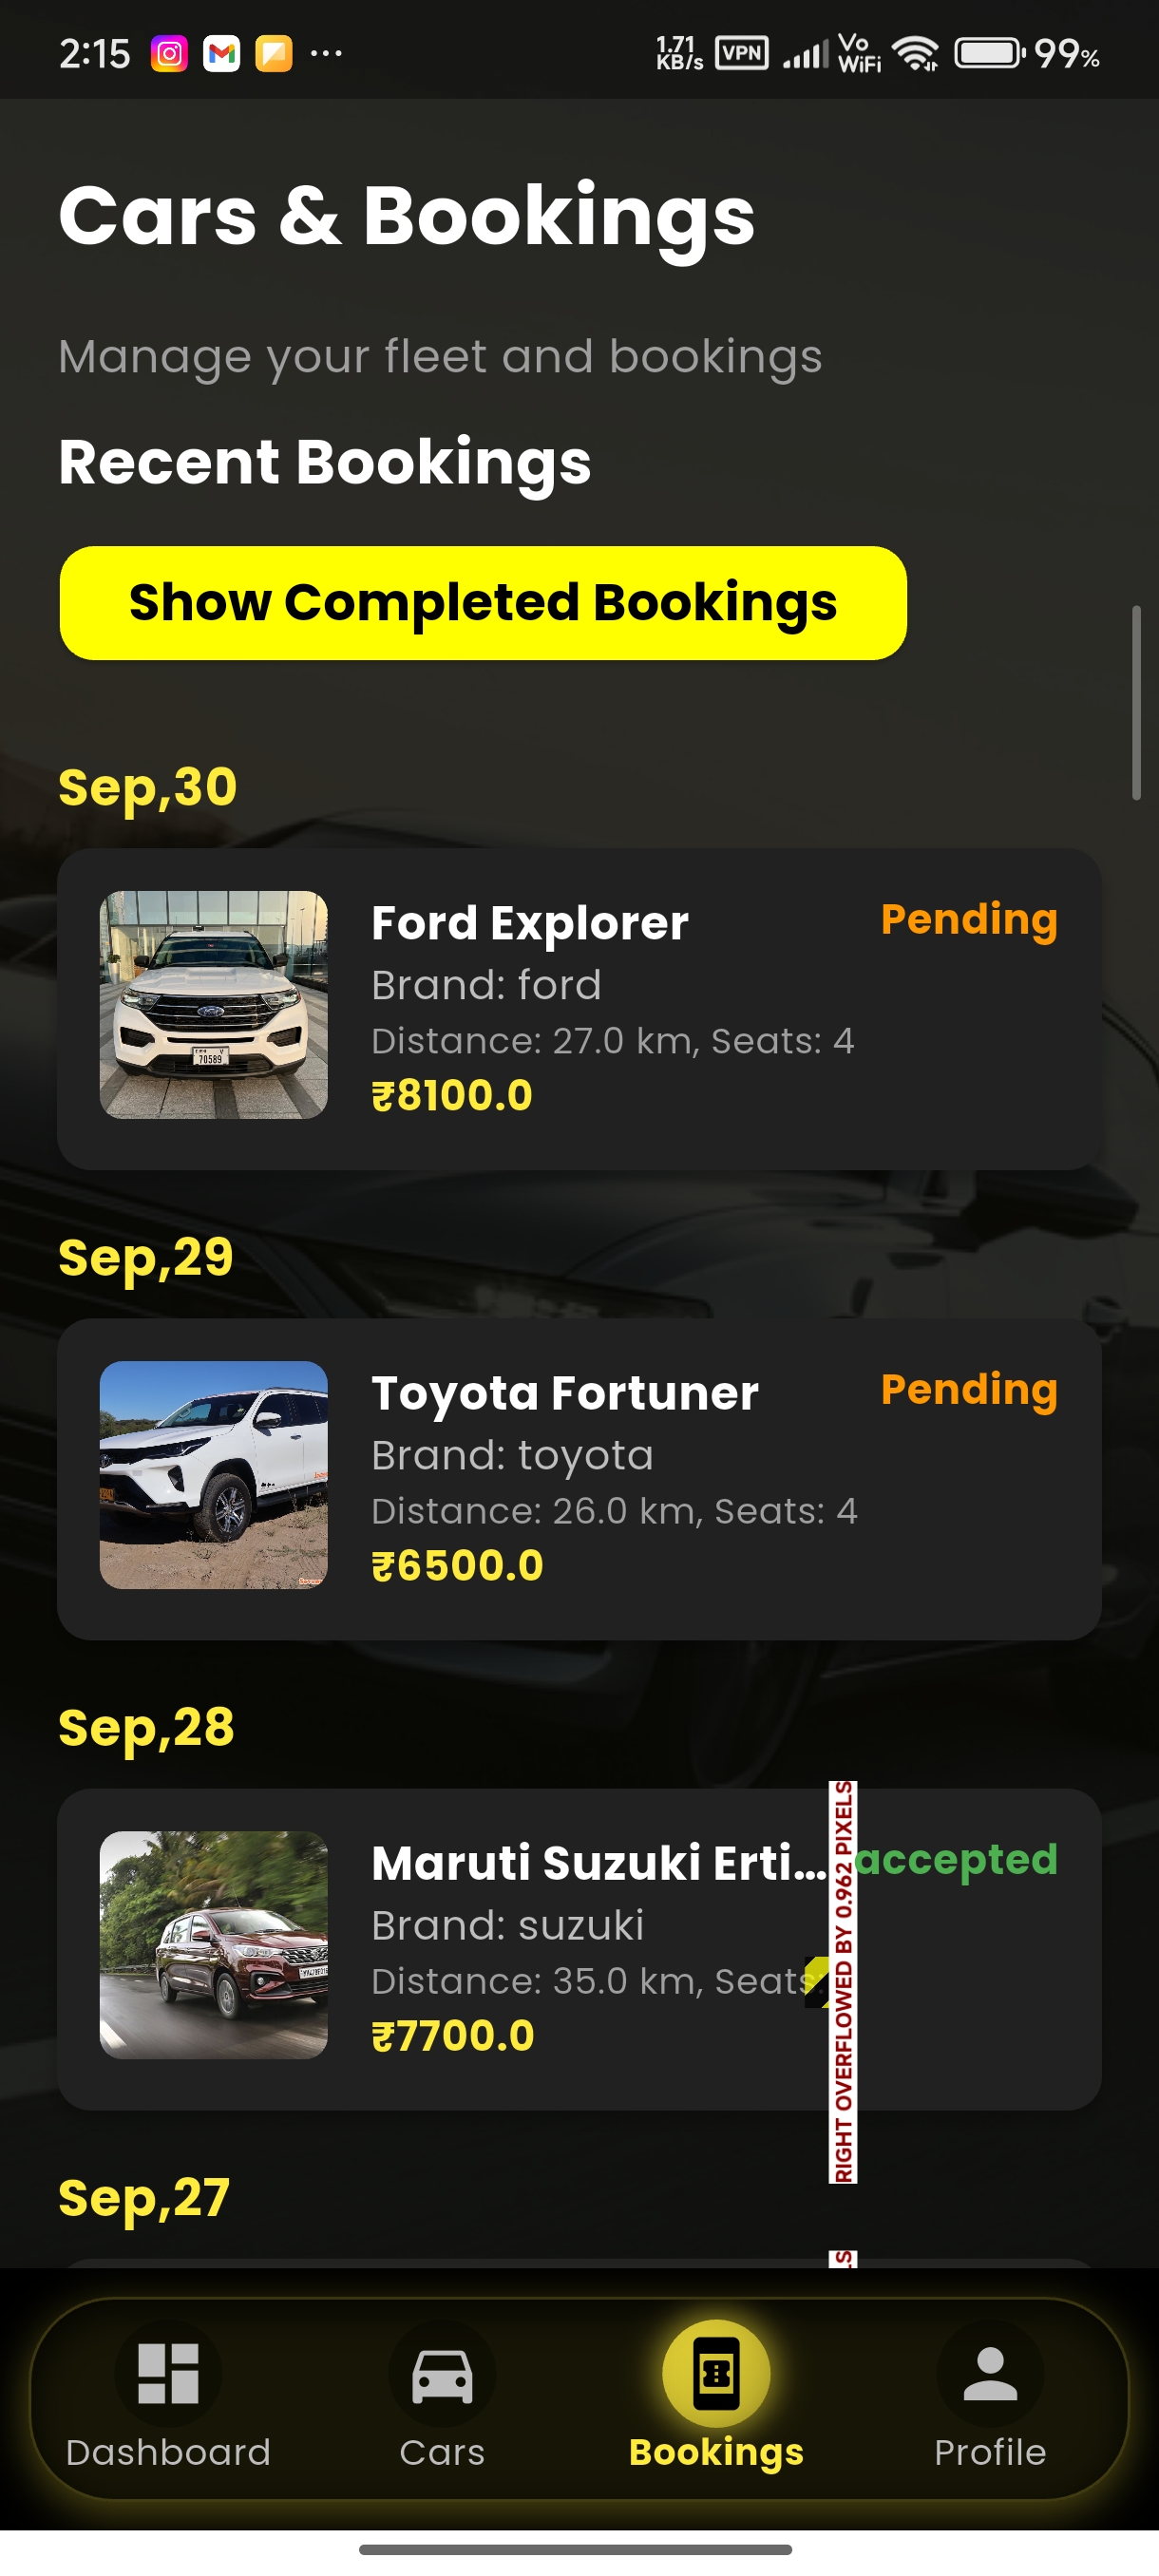 2:15
1.71
KB/s
VPN
Vo
WiFi
99%
Cars & Bookings
Manage your fleet and bookings
Recent Bookings
Show Completed Bookings
Sep,30
Ford Explorer
Pending
Brand: ford
Distance: 27.0 km, Seats: 4
₹8100.0
70589
Sep,29
Toyota Fortuner
Pending
Brand: toyota
Distance: 26.0 km, Seats: 4
₹6500.0
Sep,28
Maruti Suzuki Erti...
accepted
Brand: suzuki
Distance: 35.0 km, Seats:
₹7700.0
RIGHT OVERFLOWED BY 0.962 PIXELS
Sep,27
LS
Dashboard
Cars
Bookings
Profile